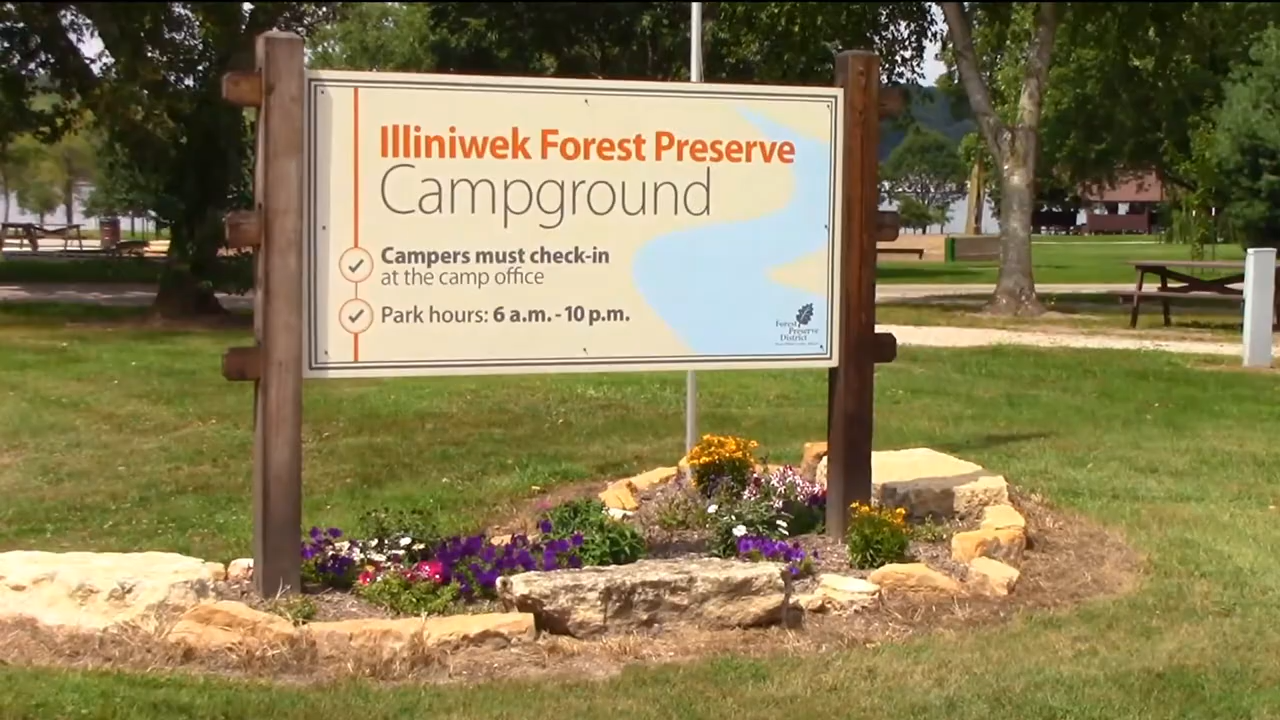 Illiniwek Forest Preserve
Campground
Campers must check-in
at the camp office
Park hours: 6 a.m. - 10 p.m.
Forest
Preserve
District